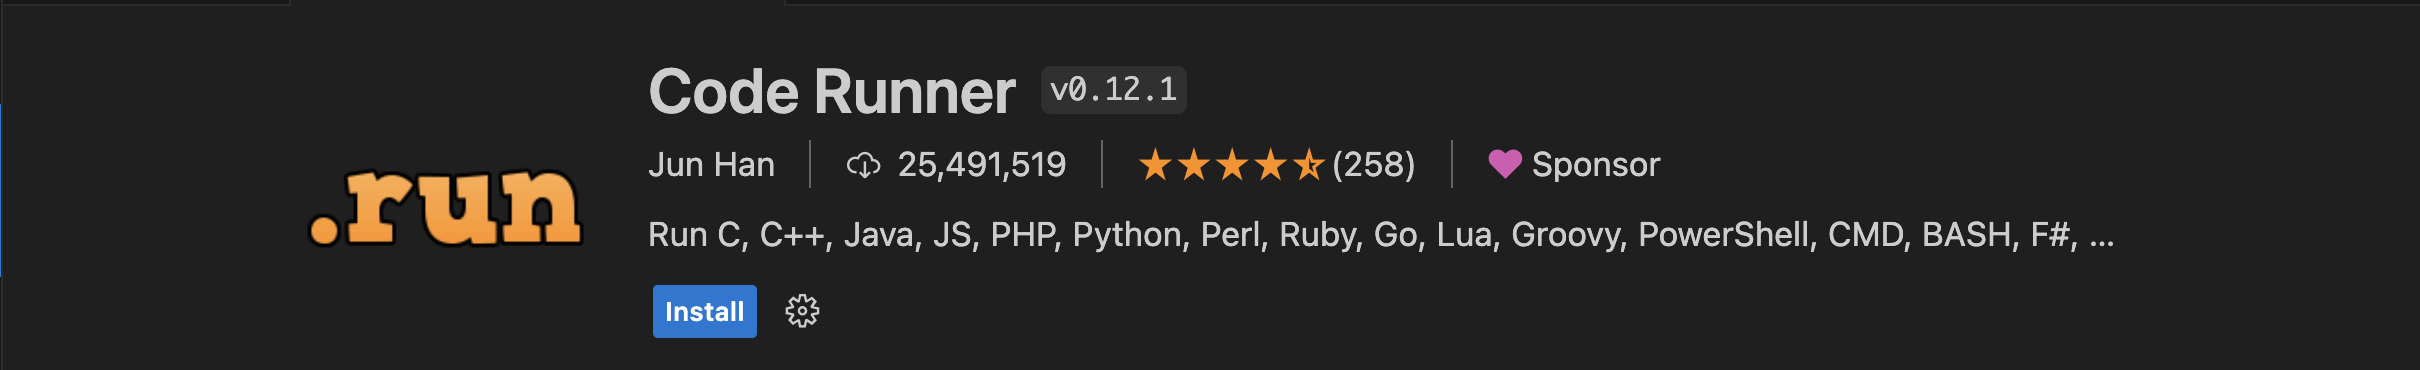 .run
Code Runner v0.12.1
Jun Han 25,491,519 (258) Sponsor
Run C, C++, Java, JS, PHP, Python, Perl, Ruby, Go, Lua, Groovy, PowerShell, CMD, BASH, F#, ...
Install